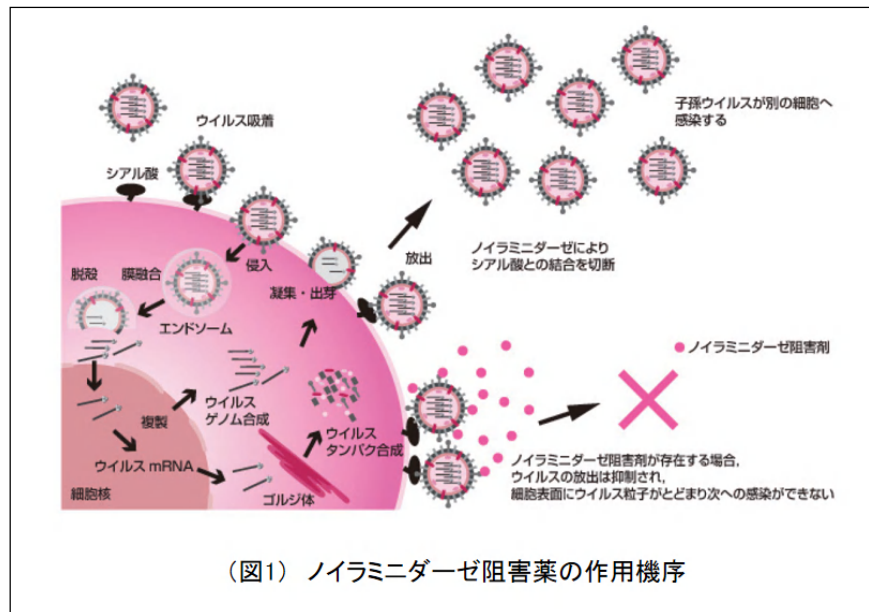 ウイルス吸着
シアル酸
子孫ウイルスが別の細胞へ
感染する
脱殻
膜融合
侵入
エンドソーム
凝集・出芽
放出
ノイラミニダーゼにより
シアル酸との結合を切断
ノイラミニダーゼ阻害剤
複製
ウイルス
ゲノム合成
ウイルス
タンパク合成
ウイルス mRNA
細胞核
ゴルジ体
ノイラミニダーゼ阻害剤が存在する場合,
ウイルスの放出は抑制され,
細胞表面にウイルス粒子がとどまり次への感染ができない
(図1) ノイラミニダーゼ阻害薬の作用機序